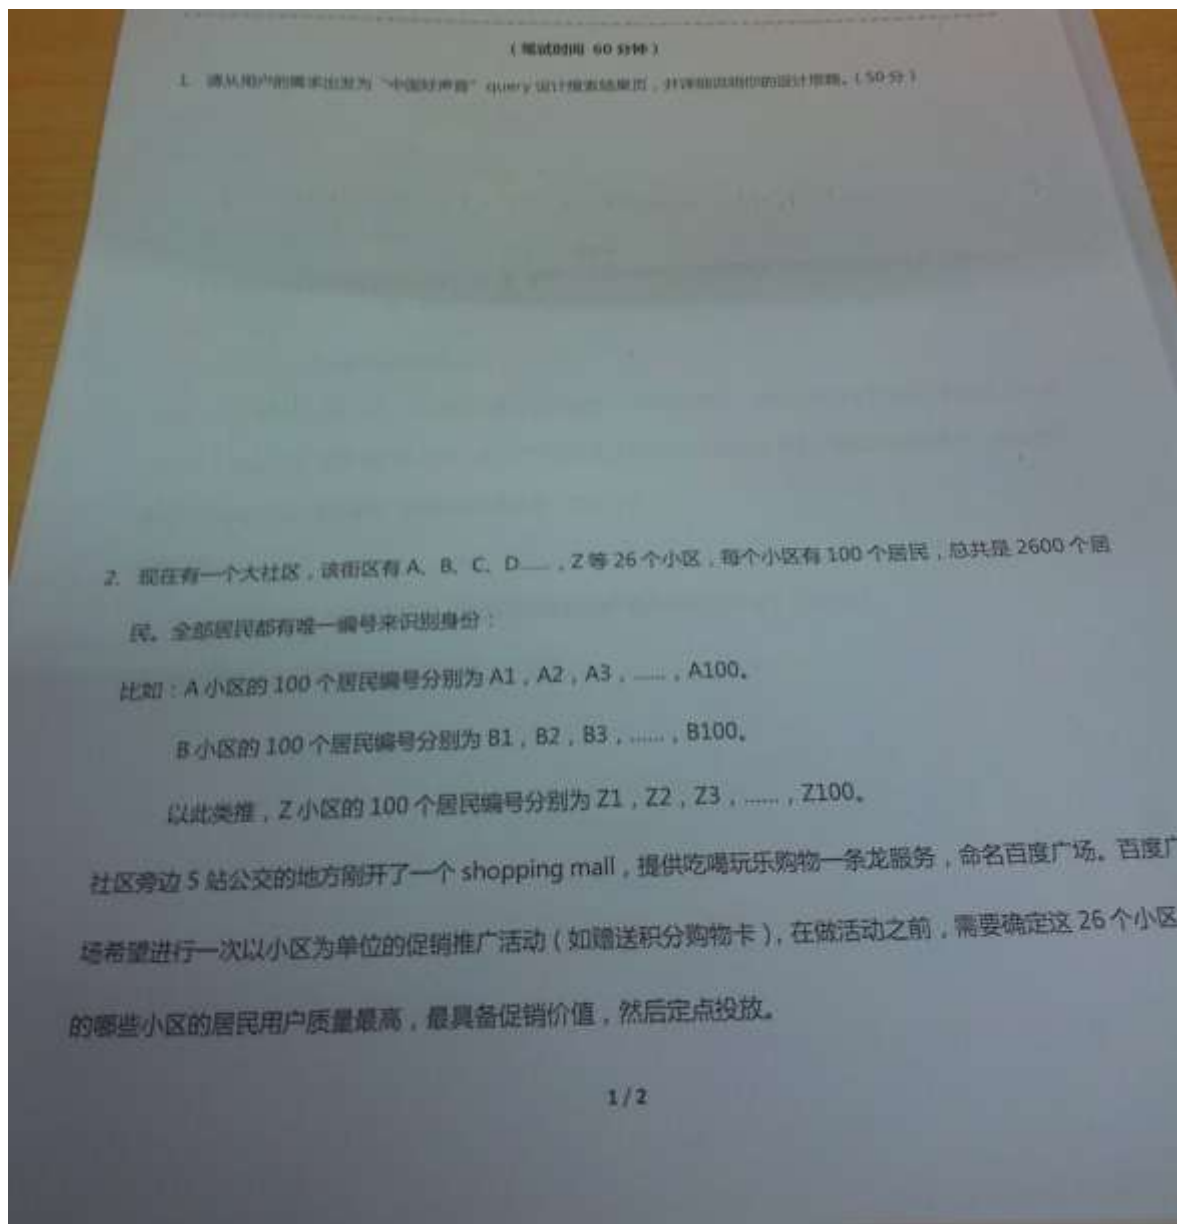 （笔试时间 60 分钟）
1. 请从用户的需求出发为 “中国好声音” query 设计搜索结果页，并详细说明你的设计思路。（50 分）
2. 现在有一个大社区，该街区有 A、B、C、D……，Z 等 26 个小区，每个小区有 100 个居民，总共是 2600 个居
民。全部居民都有唯一编号来识别身份：
比如：A 小区的 100 个居民编号分别为 A1，A2，A3，……，A100。
B 小区的 100 个居民编号分别为 B1，B2，B3，……，B100。
以此类推，Z 小区的 100 个居民编号分别为 Z1，Z2，Z3，……，Z100。
社区旁边 5 站公交的地方刚开了一个 shopping mall，提供吃喝玩乐购物一条龙服务，命名百度广场。百度广
场希望进行一次以小区为单位的促销推广活动（如赠送积分购物卡），在做活动之前，需要确定这 26 个小区
的哪些小区的居民用户质量最高，最具备促销价值，然后定点投放。
1 / 2